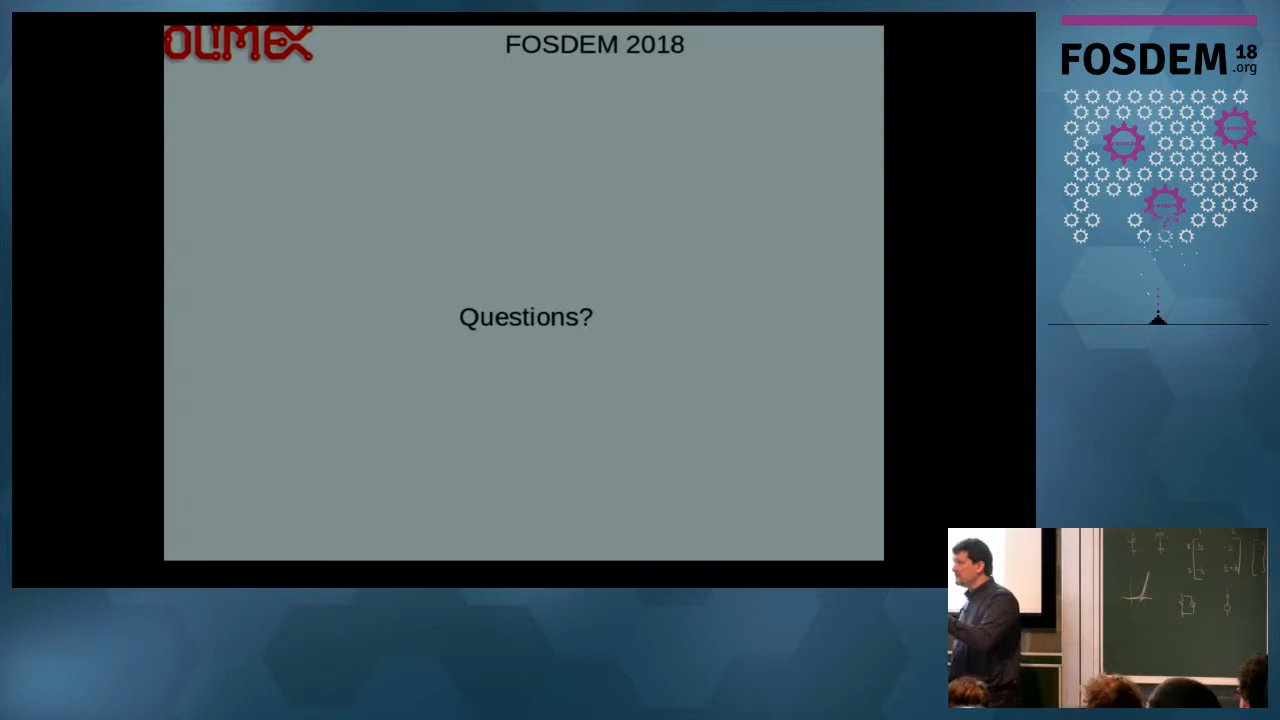 OLIMEX
FOSDEM 2018
Questions?
FOSDEM 18
.org